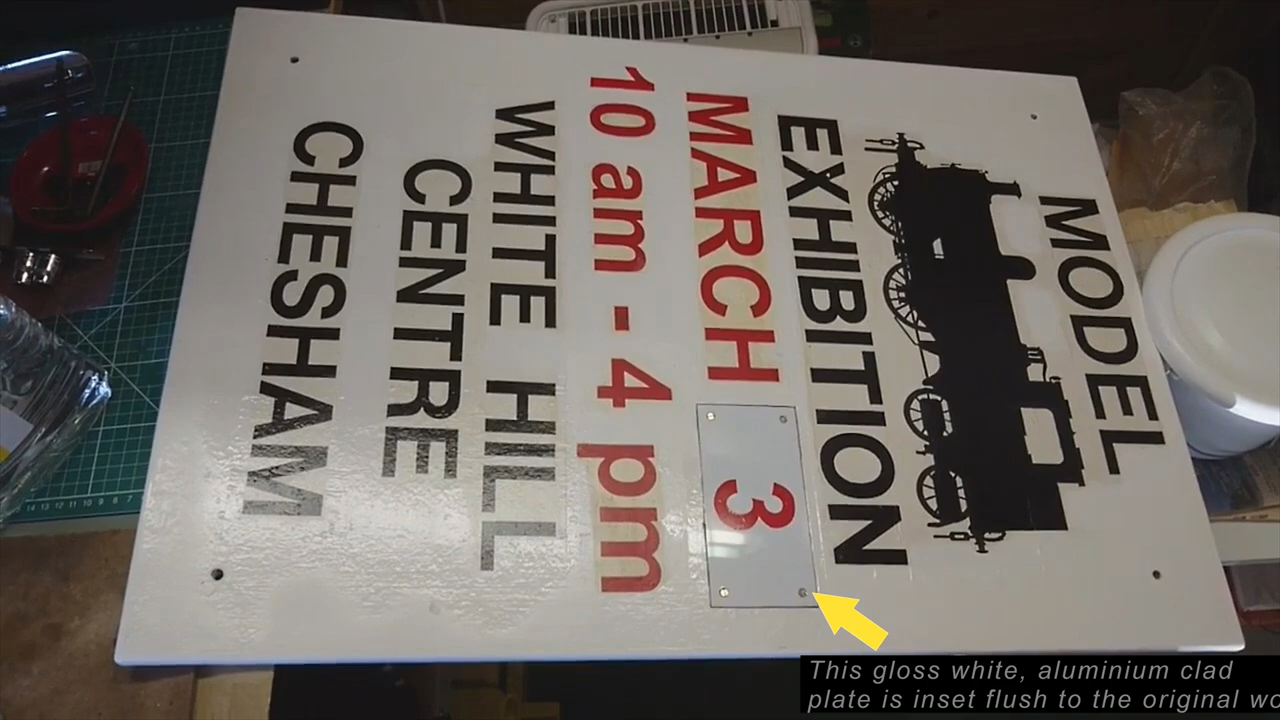 MODEL
EXHIBITION
MARCH 3
10 am - 4 pm
WHITE HILL
CENTRE
CHESHAM
This gloss white, aluminium clad
plate is inset flush to the original